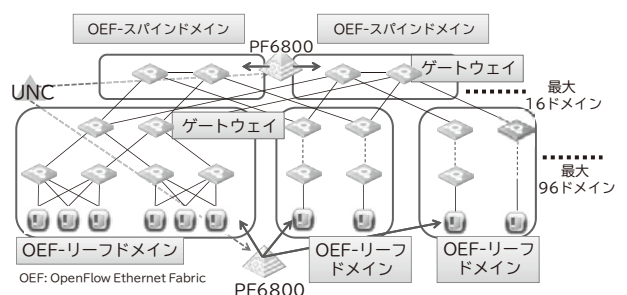 OEF-スパインドメイン
OEF-スパインドメイン
PF6800
ゲートウェイ
UNC
最大
16ドメイン
ゲートウェイ
最大
96ドメイン
OEF-リーフドメイン
OEF-リーフ
ドメイン
OEF-リーフ
ドメイン
OEF: OpenFlow Ethernet Fabric
PF6800